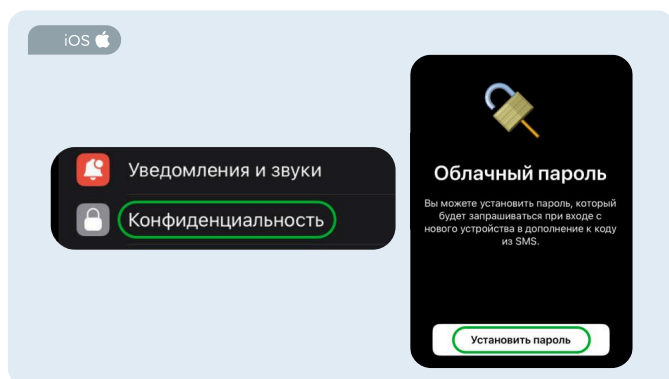 iOS
Уведомления и звуки
Конфиденциальность
Облачный пароль
Вы можете установить пароль, который
будет запрашиваться при входе с
нового устройства в дополнение к коду
из SMS.
Установить пароль